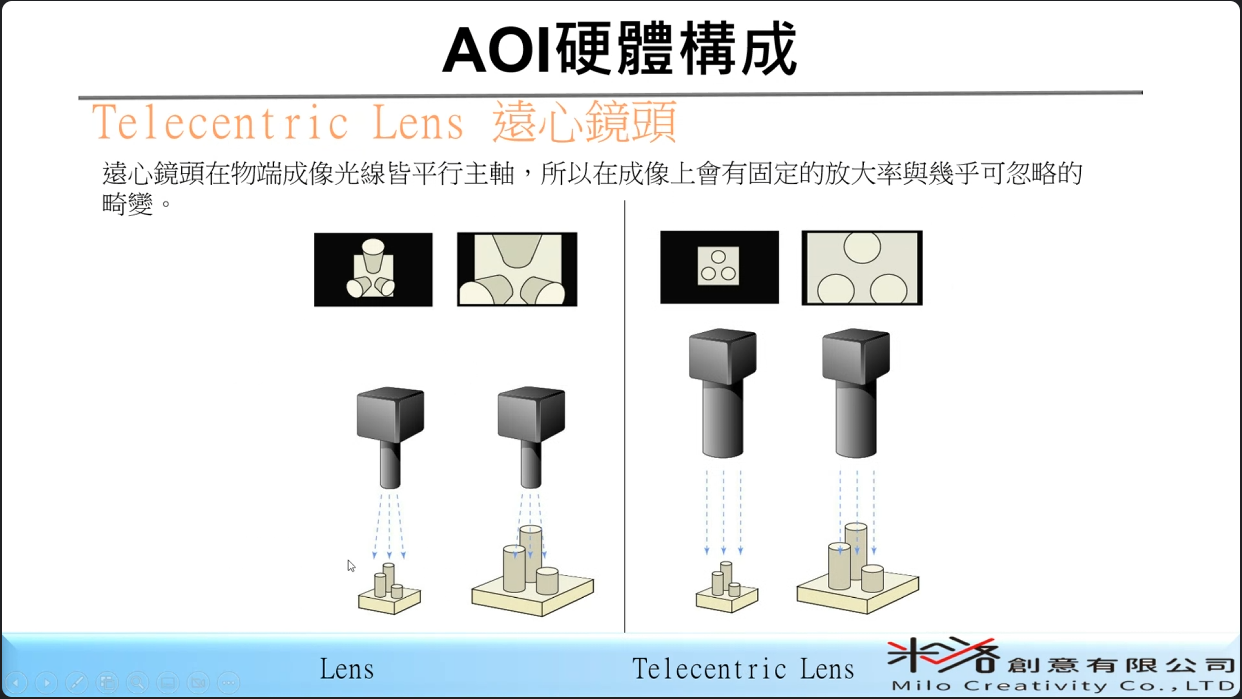 AOI硬體構成
Telecentric Lens 遠心鏡頭
遠心鏡頭在物端成像光線皆平行主軸，所以在成像上會有固定的放大率與幾乎可忽略的
畸變。
Lens
Telecentric Lens
米洛創意有限公司
Milo Creativity Co.,LTD